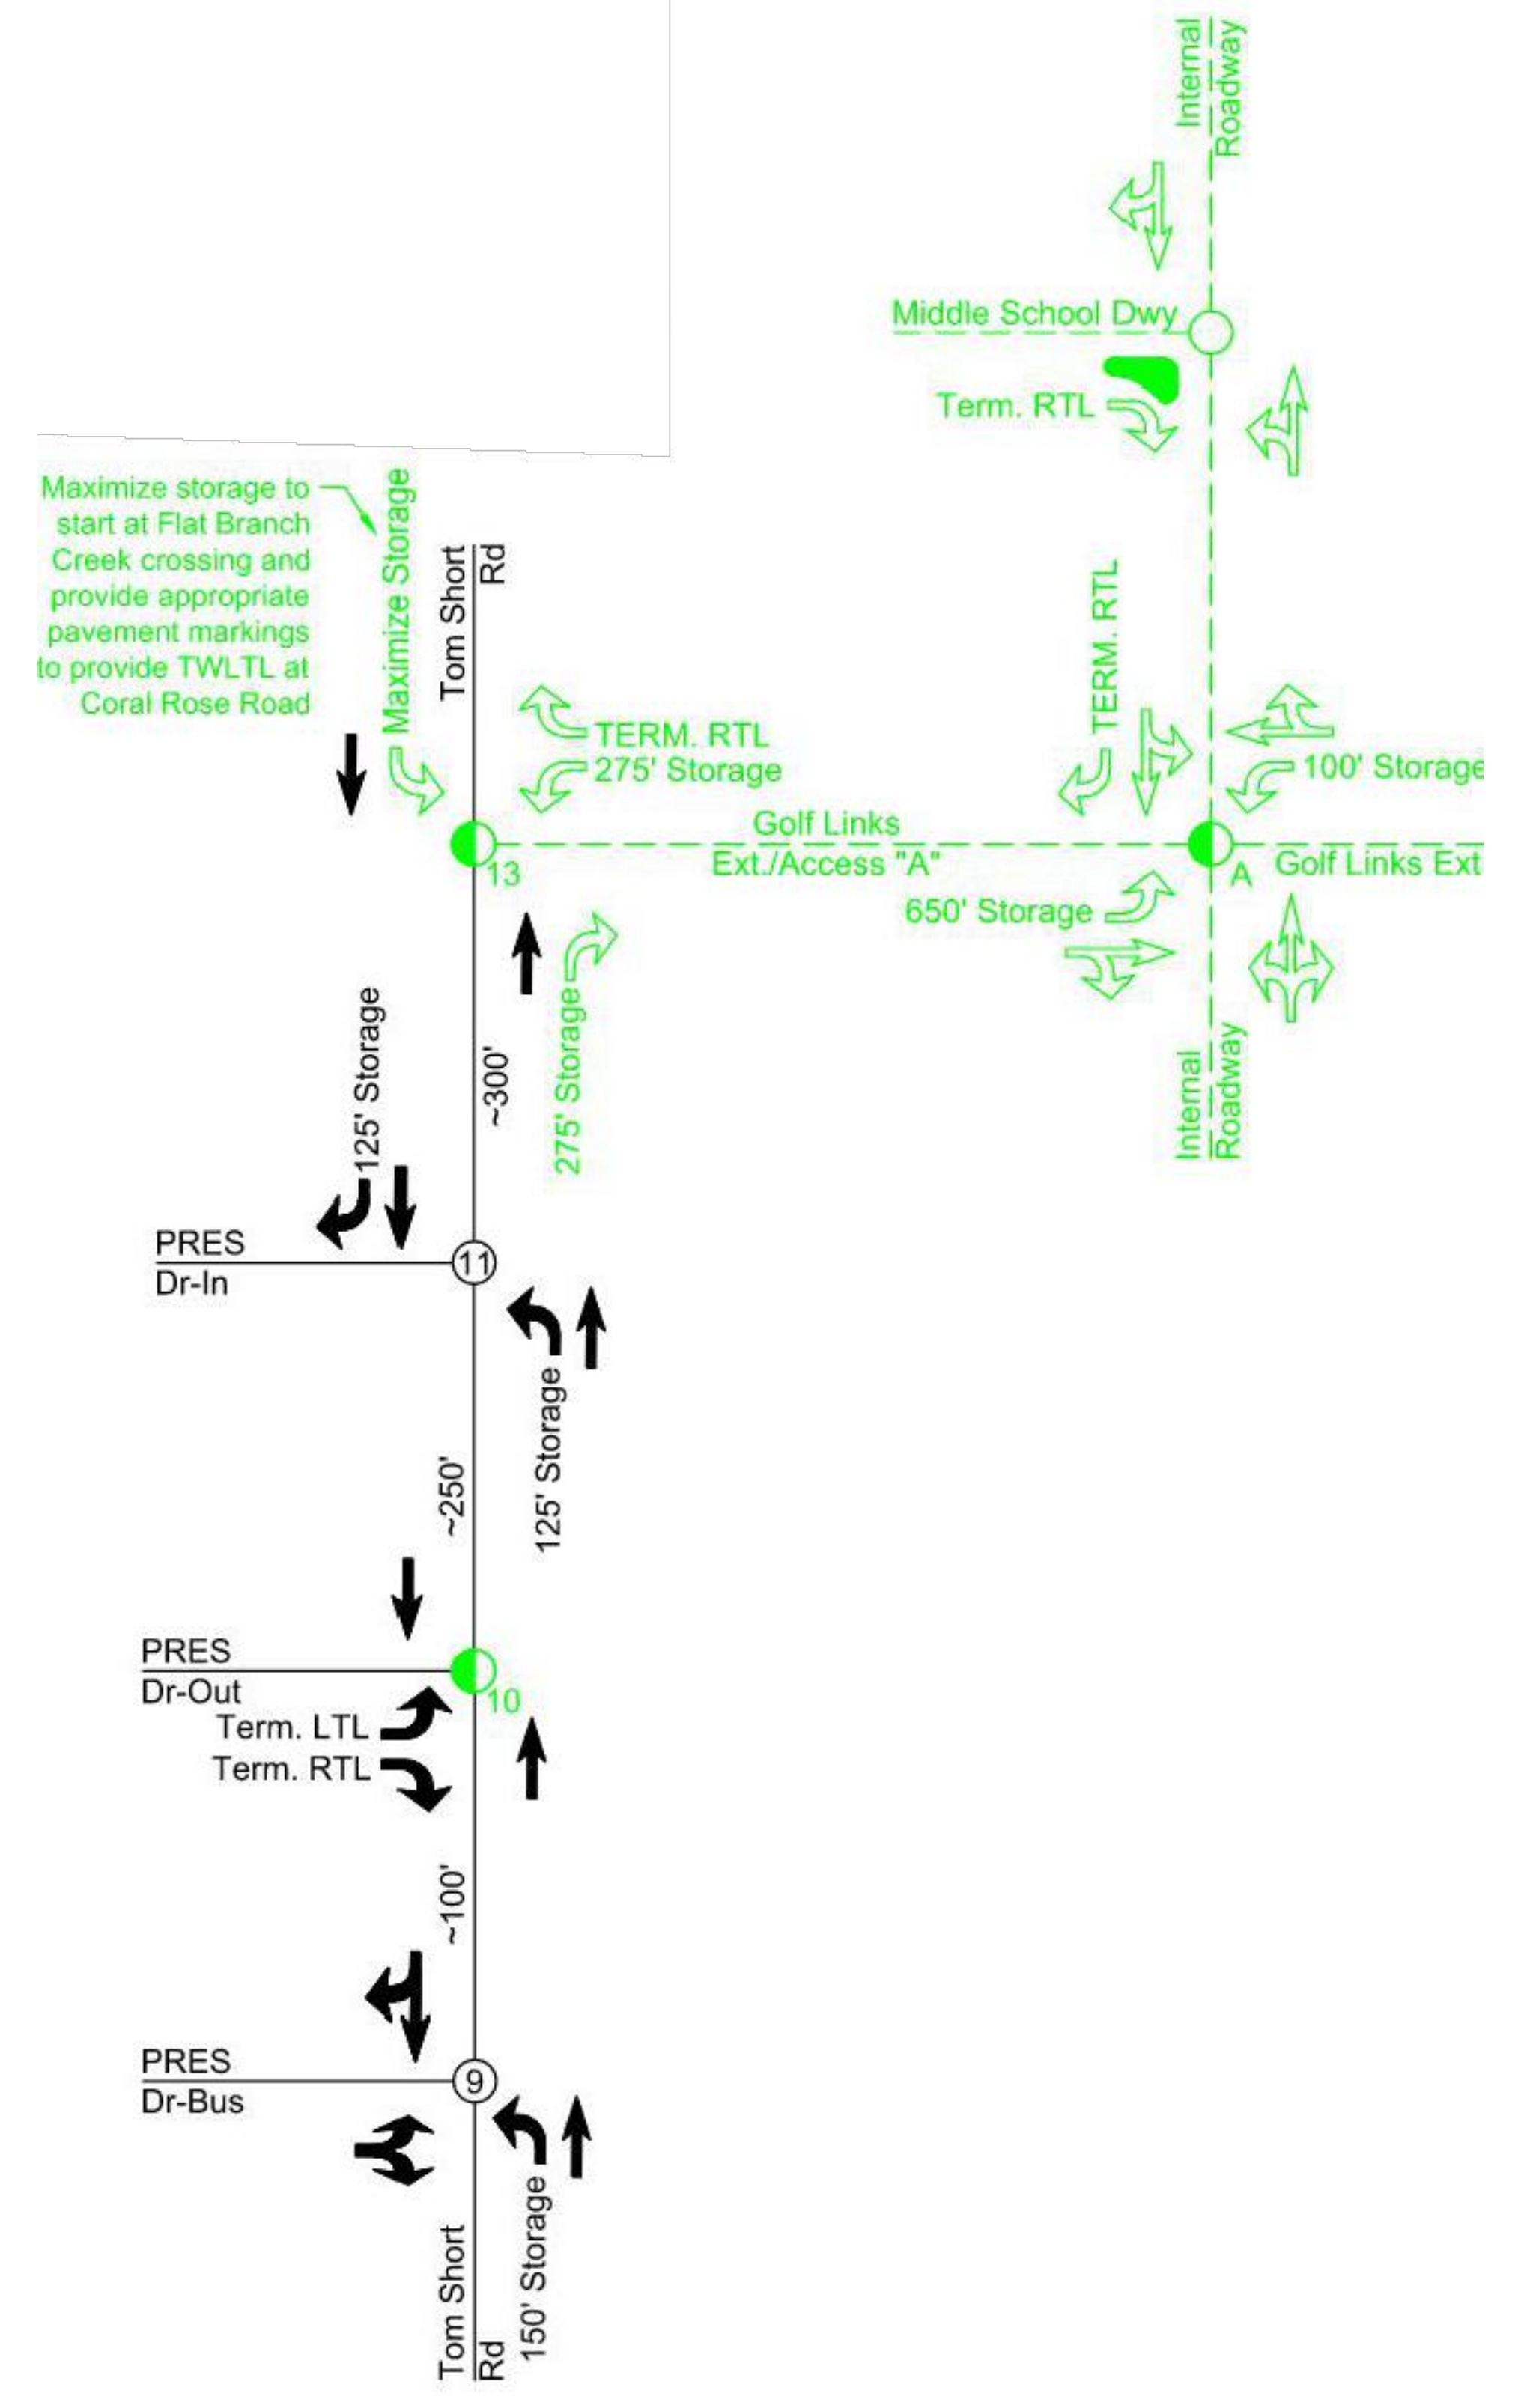 Internal
Roadway
Middle School Dwy
Term. RTL
Maximize storage to
start at Flat Branch
Creek crossing and
provide appropriate
pavement markings
to provide TWLTL at
Coral Rose Road
Maximize Storage
Tom Short
Rd
TERM. RTL
275' Storage
TERM. RTL
100' Storage
Golf Links
Ext./Access "A"
13
A
Golf Links Ext
650' Storage
275' Storage
125' Storage
~300'
Internal
Roadway
PRES
Dr-In
11
125' Storage
~250'
PRES
Dr-Out
10
Term. LTL
Term. RTL
~100'
PRES
Dr-Bus
9
150' Storage
Tom Short
Rd